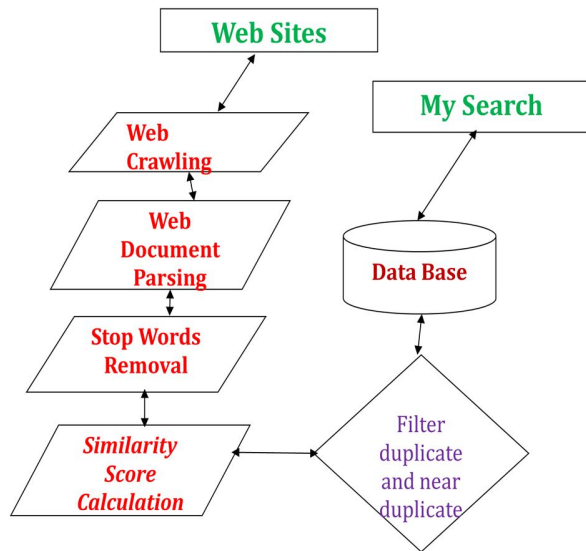 Web Sites
My Search
Web
Crawling
Web
Document
Parsing
Data Base
Stop Words
Removal
Similarity
Score
Calculation
Filter
duplicate
and near
duplicate